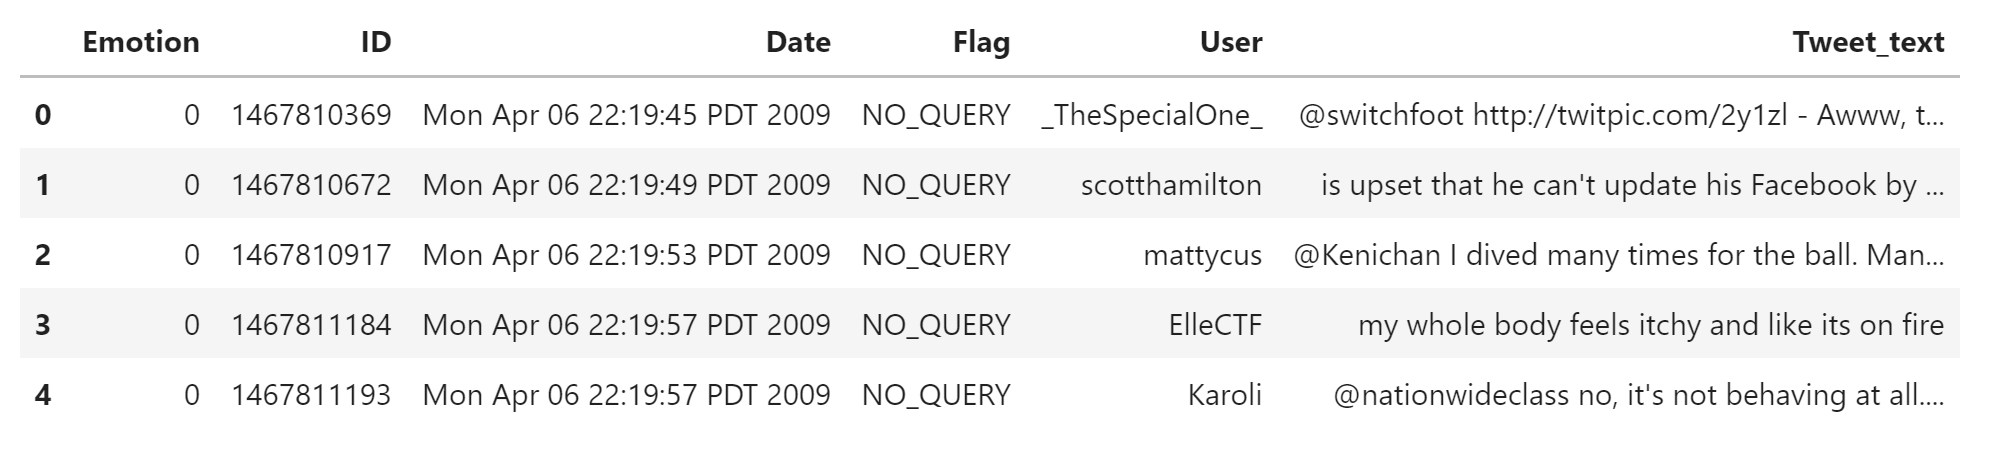 Emotion ID Date Flag User Tweet_text
0 0 1467810369 Mon Apr 06 22:19:45 PDT 2009 NO_QUERY _TheSpecialOne_ @switchfoot http://twitpic.com/2y1zl - Awww, t...
1 0 1467810672 Mon Apr 06 22:19:49 PDT 2009 NO_QUERY scotthamilton is upset that he can't update his Facebook by ...
2 0 1467810917 Mon Apr 06 22:19:53 PDT 2009 NO_QUERY mattycus @Kenichan I dived many times for the ball. Man...
3 0 1467811184 Mon Apr 06 22:19:57 PDT 2009 NO_QUERY ElleCTF my whole body feels itchy and like its on fire
4 0 1467811193 Mon Apr 06 22:19:57 PDT 2009 NO_QUERY Karoli @nationwideclass no, it's not behaving at all....